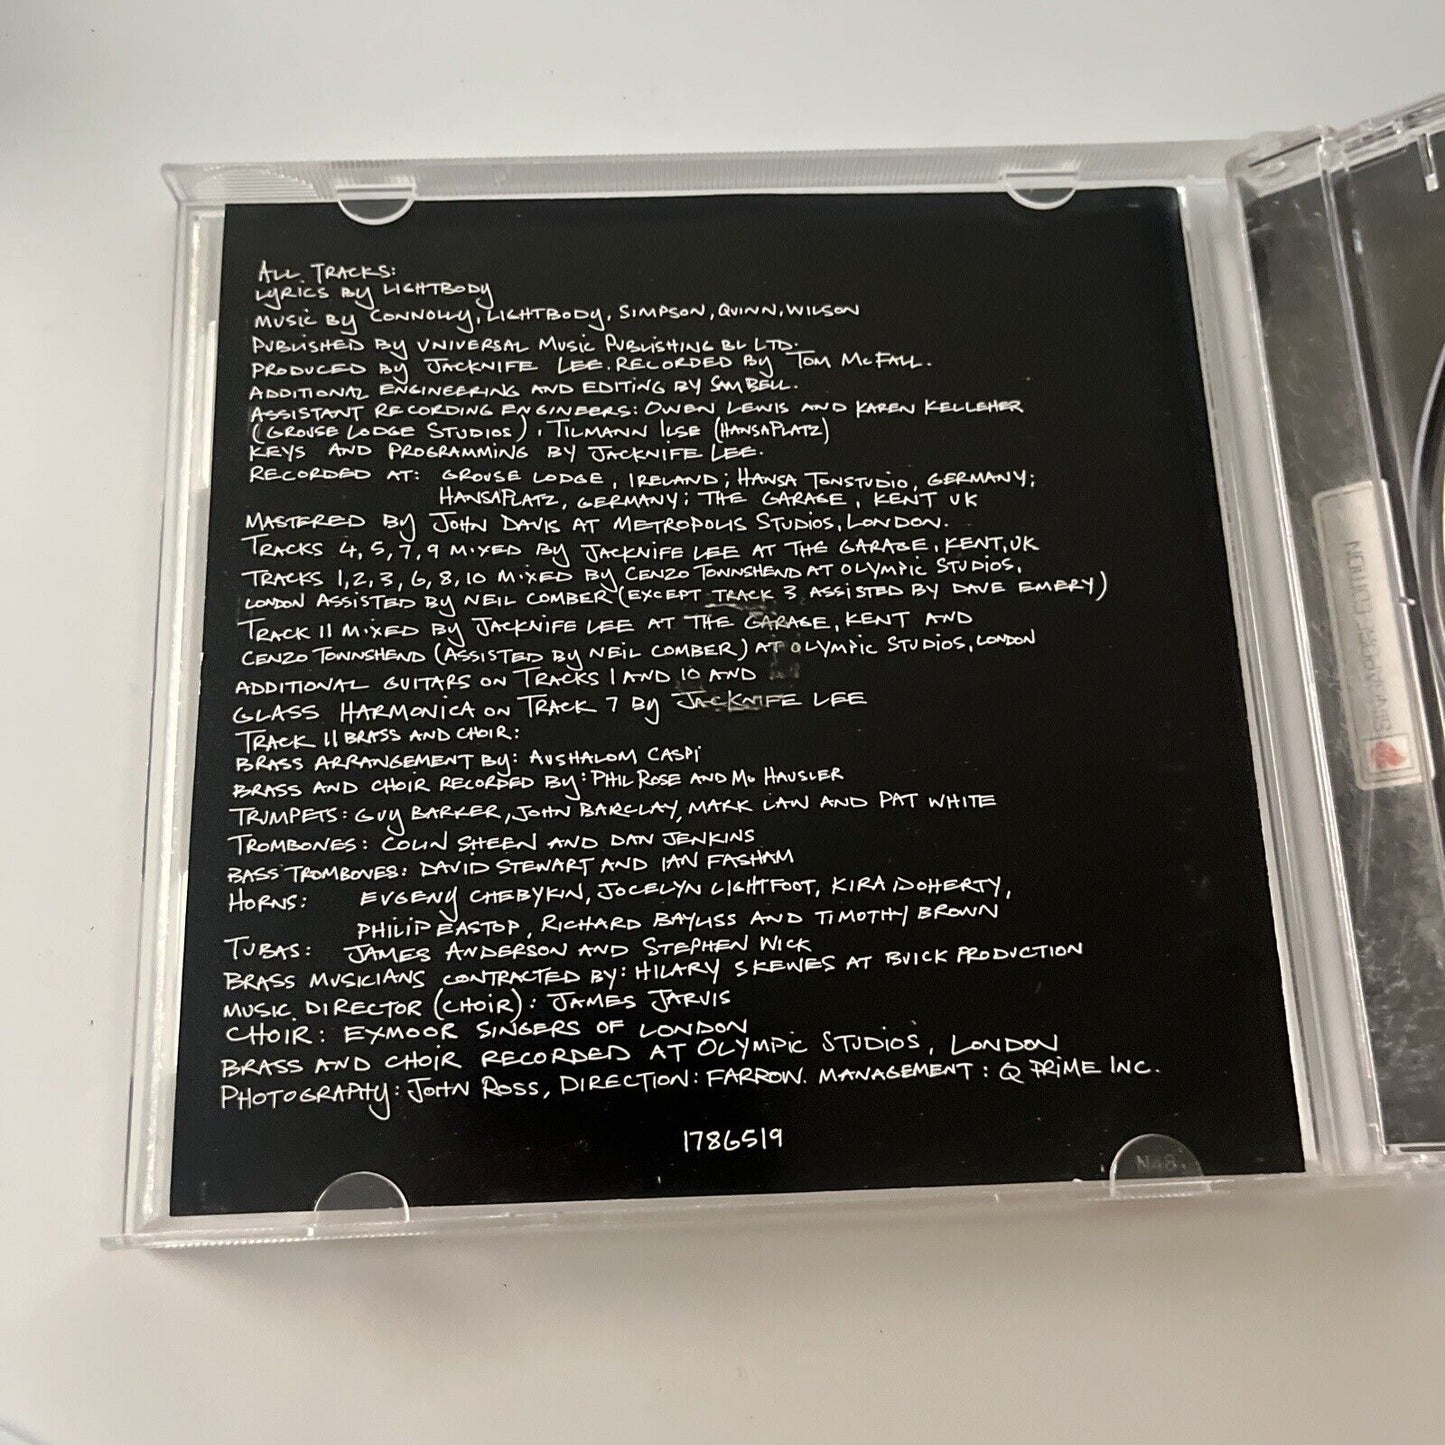 ALL TRACKS:
LYRICS BY LIGHTBODY
MUSIC BY CONNOLLY, LIGHTBODY, SIMPSON, QUINN, WILSON
PUBLISHED BY UNIVERSAL MUSIC PUBLISHING BL LTD.
PRODUCED BY JACKNIFE LEE. RECORDED BY TOM McFALL.
ADDITIONAL ENGINEERING AND EDITING BY SAM BELL.
ASSISTANT RECORDING ENGINEERS: OWEN LEWIS AND KAREN KELLEHER
(GROUSE LODGE STUDIOS), TILMANN ILSE (HANSAPLATZ)
KEYS AND PROGRAMMING BY JACKNIFE LEE.
RECORDED AT: GROUSE LODGE, IRELAND; HANSA TONSTUDIO, GERMANY;
HANSAPLATZ, GERMANY; THE GARAGE, KENT UK
MASTERED BY JOHN DAVIS AT METROPOLIS STUDIOS, LONDON.
TRACKS 4, 5, 7, 9 MIXED BY JACKNIFE LEE AT THE GARAGE, KENT, UK
TRACKS 1, 2, 3, 6, 8, 10 MIXED BY CENZO TOWNSHEND AT OLYMPIC STUDIOS,
LONDON ASSISTED BY NEIL COMBER (EXCEPT TRACK 3 ASSISTED BY DAVE EMERY)
TRACK 11 MIXED BY JACKNIFE LEE AT THE GARAGE, KENT AND
CENZO TOWNSHEND (ASSISTED BY NEIL COMBER) AT OLYMPIC STUDIOS, LONDON
ADDITIONAL GUITARS ON TRACKS 1 AND 10 AND
GLASS HARMONICA ON TRACK 7 BY JACKNIFE LEE
TRACK 11 BRASS AND CHOIR:
BRASS ARRANGEMENT BY: AVSHALOM CASPI
BRASS AND CHOIR RECORDED BY: PHIL ROSE AND Mo HAUSLER
TRUMPETS: GUY BARKER, JOHN BARCLAY, MARK LAW AND PAT WHITE
TROMBONES: COLIN SHEEN AND DAN JENKINS
BASS TROMBONES: DAVID STEWART AND IAN FASHAM
HORNS: EVGENY CHEBYKIN, JOCELYN LIGHTFOOT, KIRA DOHERTY,
PHILIP EASTOP, RICHARD BAYLISS AND TIMOTHY BROWN
TUBAS: JAMES ANDERSON AND STEPHEN WICK
BRASS MUSICIANS CONTRACTED BY: HILARY SKEWES AT BUICK PRODUCTION
MUSIC DIRECTOR (CHOIR): JAMES JARVIS
CHOIR: EXMOOR SINGERS OF LONDON
BRASS AND CHOIR RECORDED AT OLYMPIC STUDIOS, LONDON
PHOTOGRAPHY: JOHN ROSS, DIRECTION: FARROW. MANAGEMENT: Q PRIME INC.
1786519
N48
EDITION